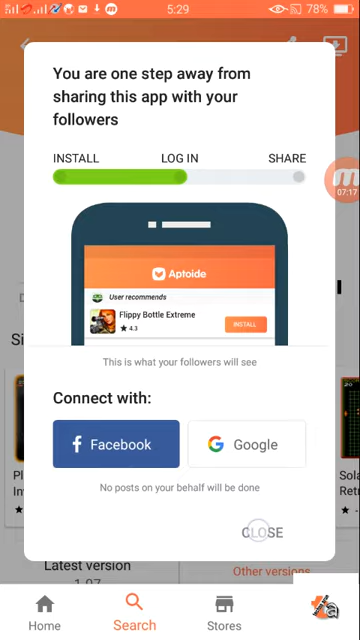 5:29
78%
You are one step away from
sharing this app with your
followers
INSTALL LOG IN SHARE
07:17
Aptoide
User recommends
Flippy Bottle Extreme
4.3
INSTALL
This is what your followers will see
Connect with:
Facebook
Google
No posts on your behalf will be done
CLOSE
Latest version
1.07
Other versions
Home
Search
Stores